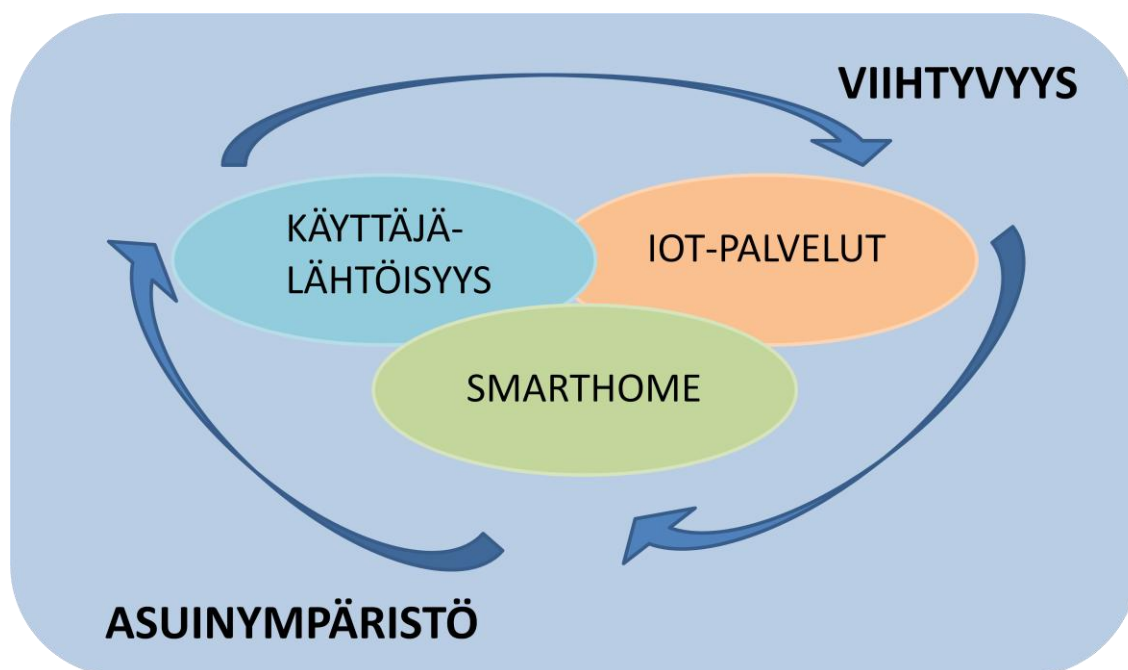 VIIHTYVYYS
KÄYTTÄJÄ-
LÄHTÖISYYS
IOT-PALVELUT
SMARTHOME
ASUINYMPÄRISTÖ